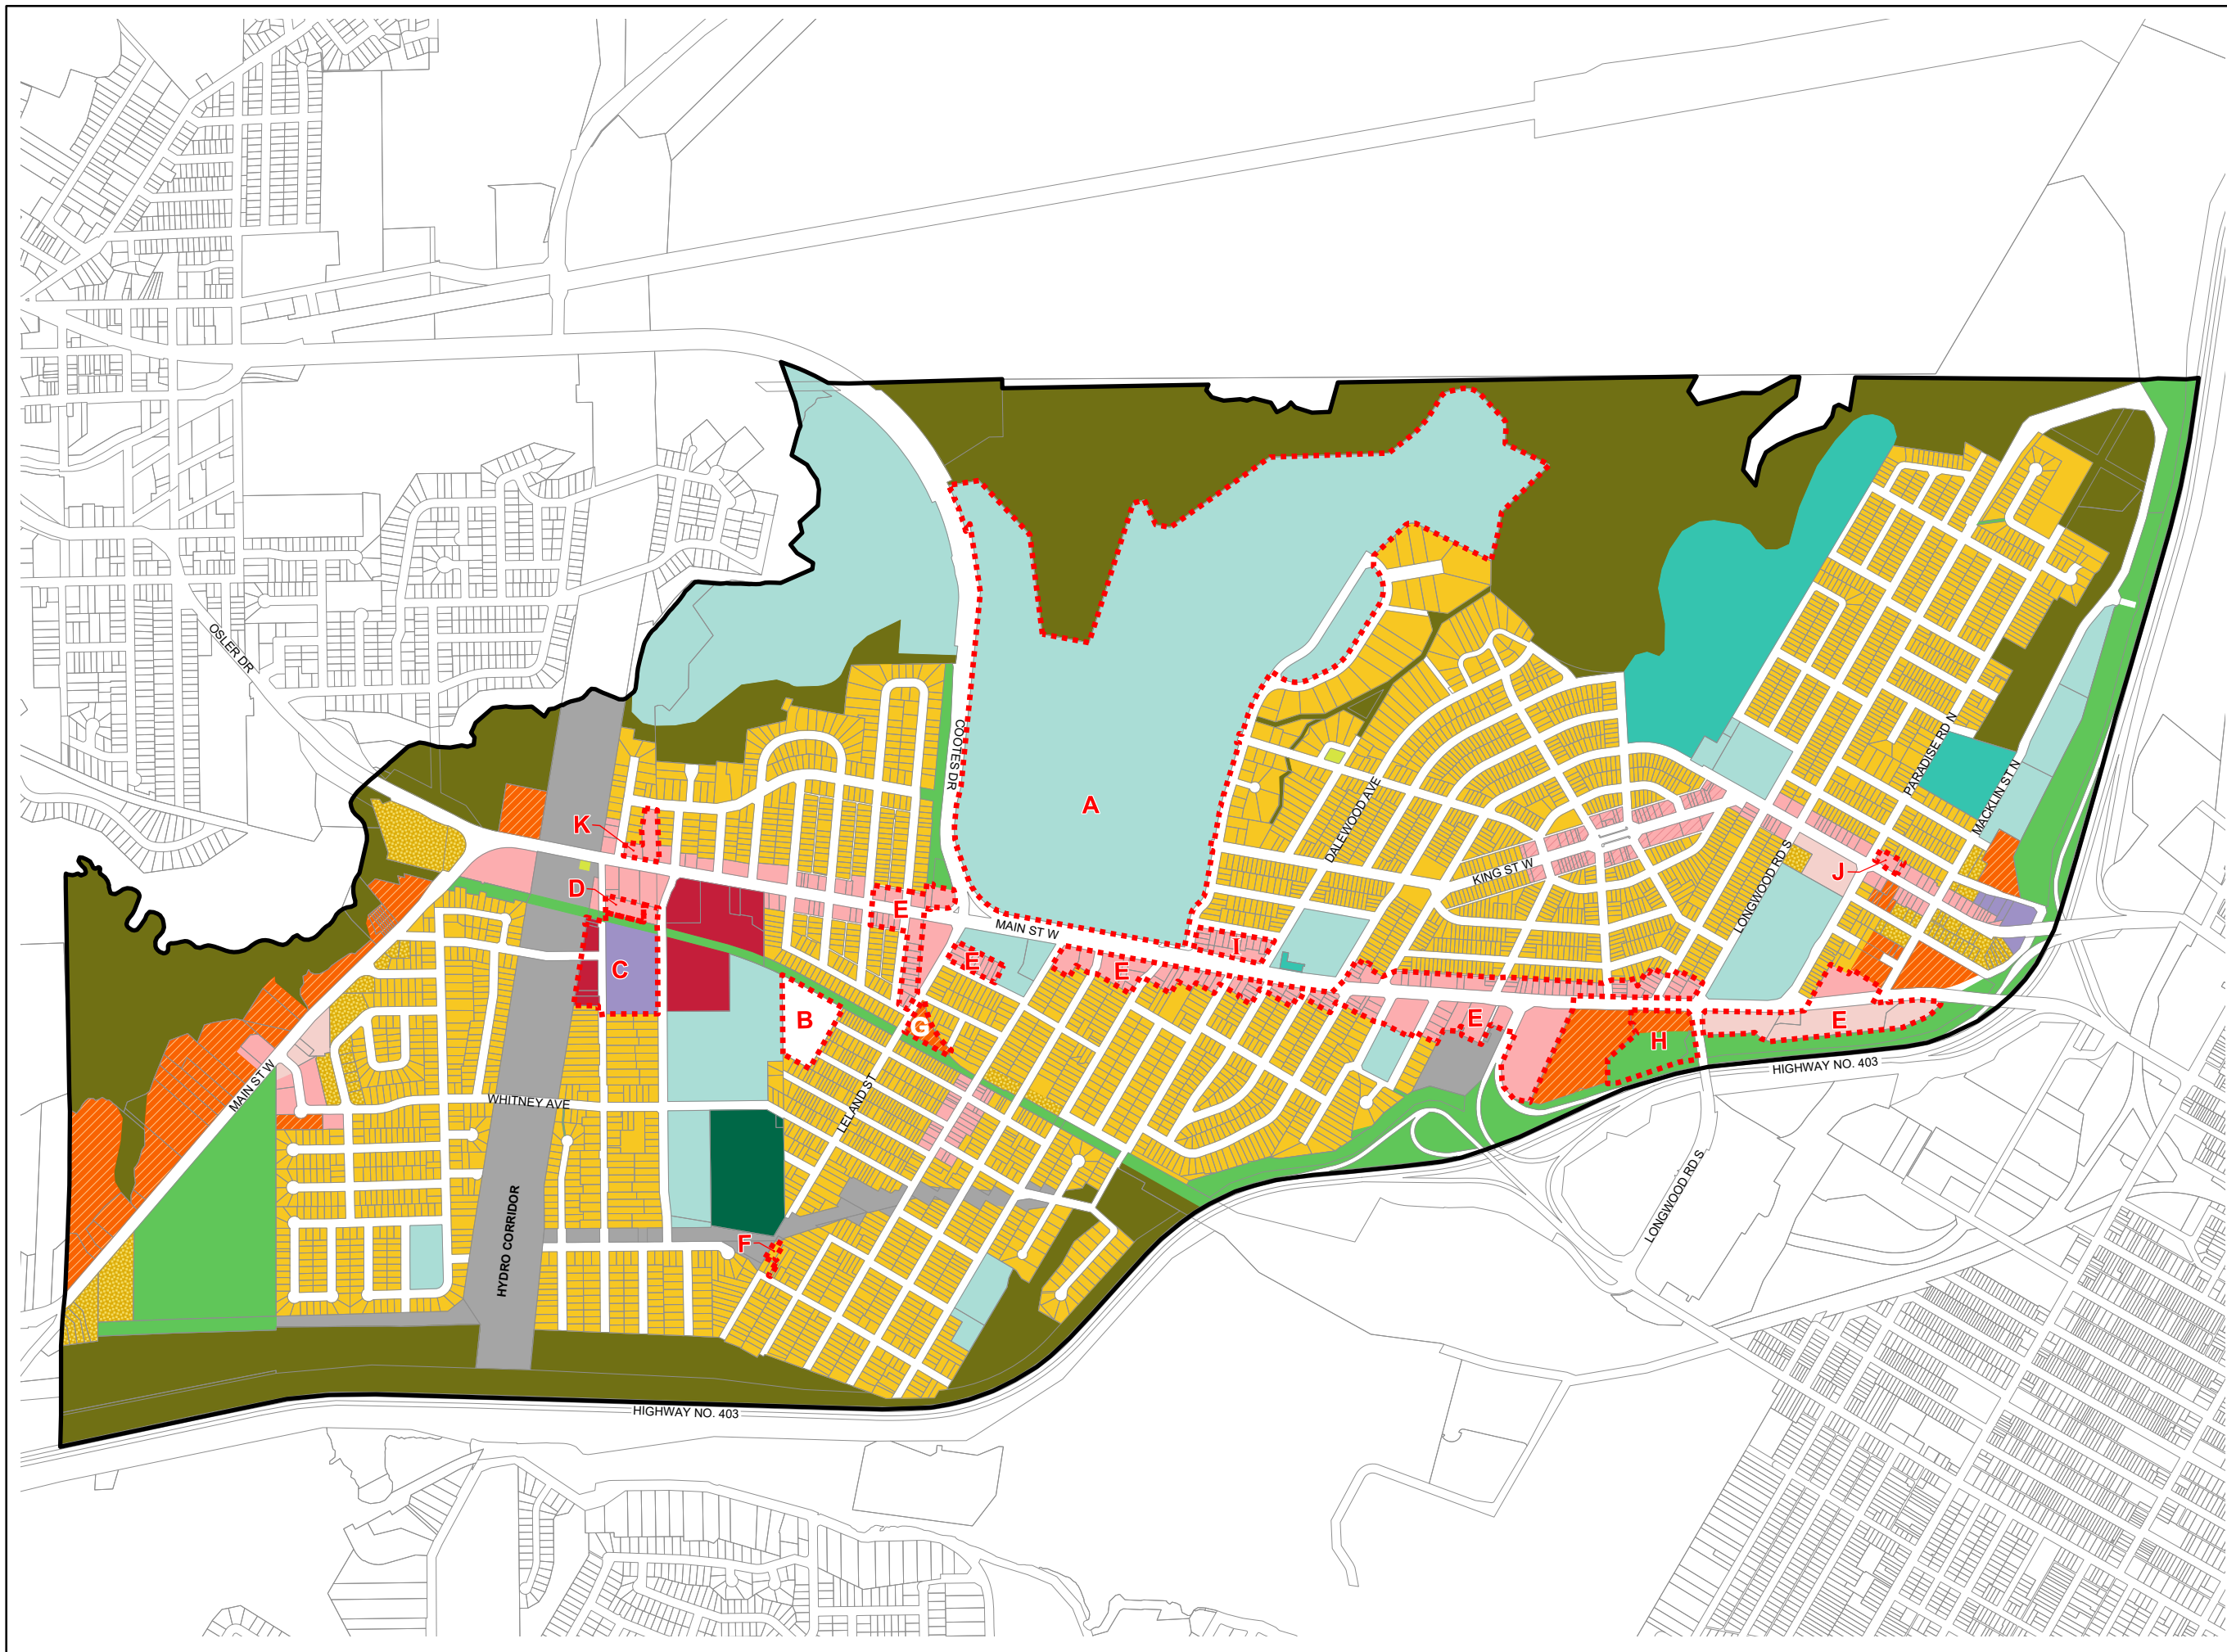 OSLER DR
COOTES DR
PARADISE RD N
MACKLIN ST N
DALEWOOD AVE
A
K
KING ST W
J
LONGWOOD RD S
D
E
MAIN ST W
I
C
E
E
B
G
E
E
H
HIGHWAY NO. 403
MAIN ST W
WHITNEY AVE
LELAND ST
LONGWOOD RD S
HYDRO CORRIDOR
F
HIGHWAY NO. 403